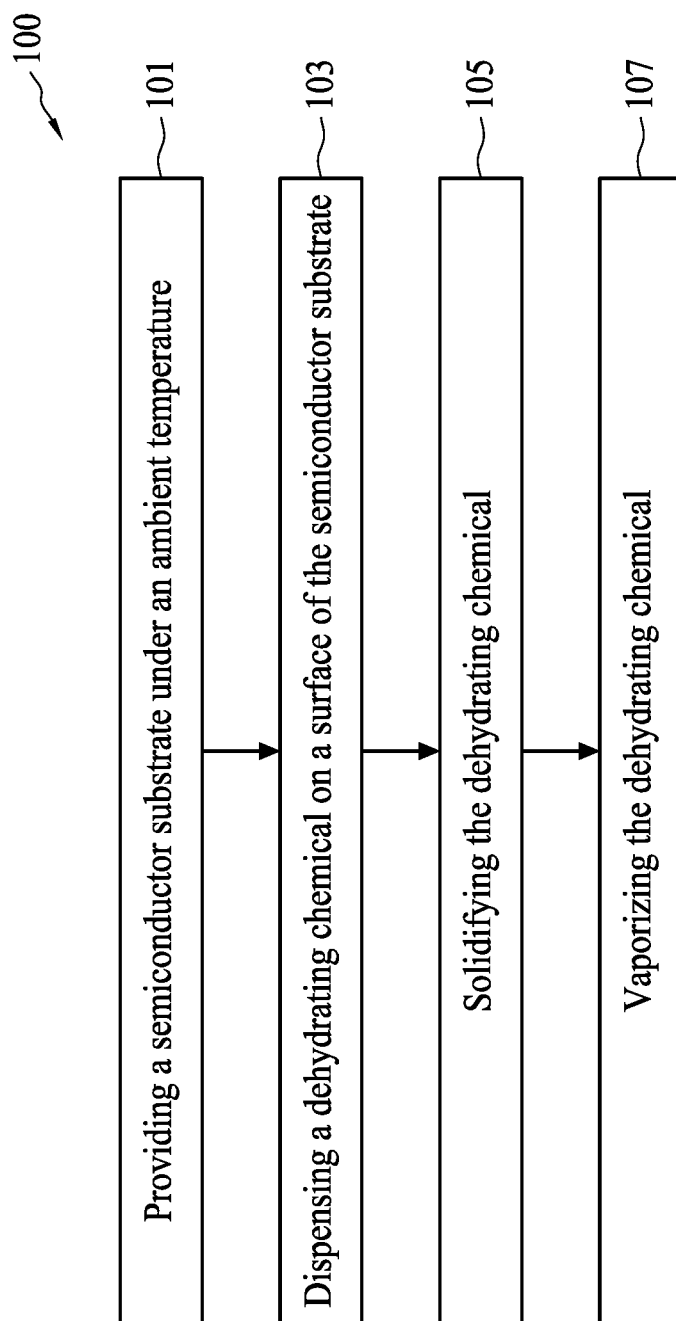 100
Providing a semiconductor substrate under an ambient temperature
101
Dispensing a dehydrating chemical on a surface of the semiconductor substrate
103
Solidifying the dehydrating chemical
105
Vaporizing the dehydrating chemical
107